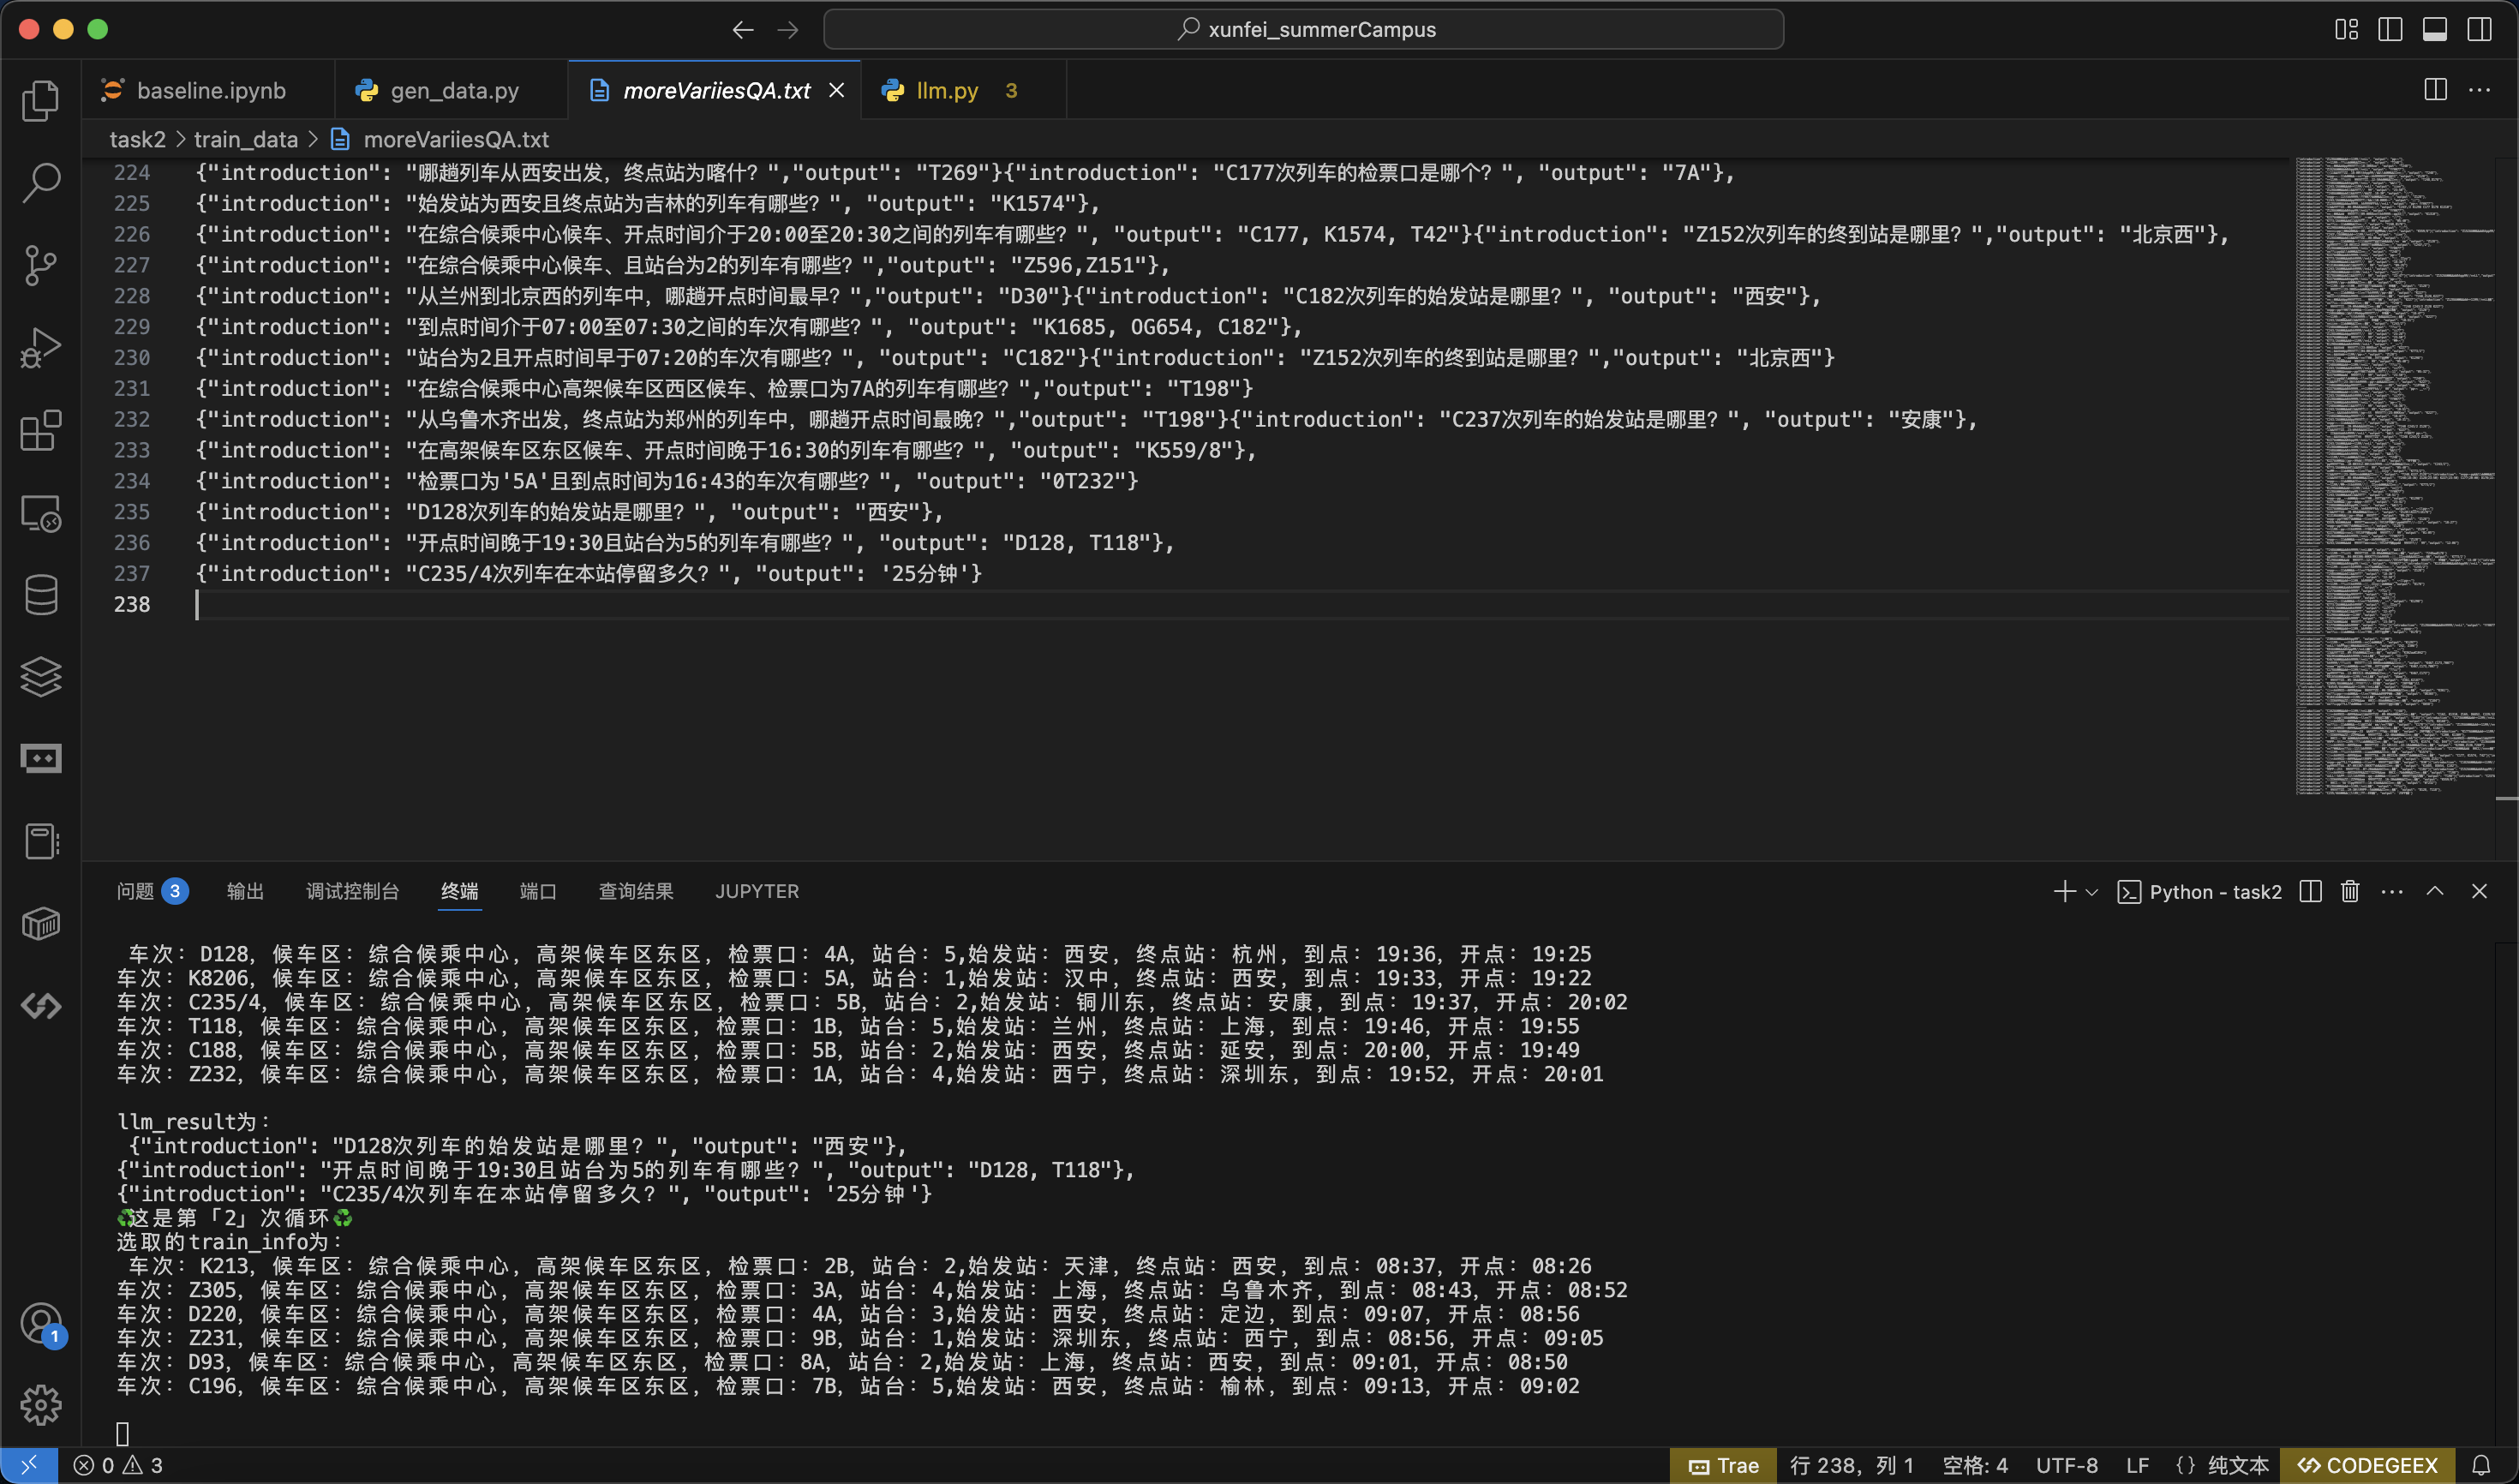 xunfei_summerCampus
baseline.ipynb
gen_data.py
moreVariiesQA.txt
llm.py 3
task2 > train_data > moreVariiesQA.txt
224 {"introduction": "哪趟列车从西安出发，终点站为喀什？","output": "T269"}{"introduction": "C177次列车的检票口是哪个？", "output": "7A"},
225 {"introduction": "始发站为西安且终点站为吉林的列车有哪些？", "output": "K1574"},
226 {"introduction": "在综合候乘中心候车、开点时间介于20:00至20:30之间的列车有哪些？", "output": "C177, K1574, T42"}{"introduction": "Z152次列车的终到站是哪里？","output": "北京西"},
227 {"introduction": "在综合候乘中心候车、且站台为2的列车有哪些？","output": "Z596,Z151"},
228 {"introduction": "从兰州到北京西的列车中，哪趟开点时间最早？","output": "D30"}{"introduction": "C182次列车的始发站是哪里？", "output": "西安"},
229 {"introduction": "到点时间介于07:00至07:30之间的车次有哪些？", "output": "K1685, OG654, C182"},
230 {"introduction": "站台为2且开点时间早于07:20的车次有哪些？", "output": "C182"}{"introduction": "Z152次列车的终到站是哪里？","output": "北京西"}
231 {"introduction": "在综合候乘中心高架候车区西区候车、检票口为7A的列车有哪些？","output": "T198"}
232 {"introduction": "从乌鲁木齐出发，终点站为郑州的列车中，哪趟开点时间最晚？","output": "T198"}{"introduction": "C237次列车的始发站是哪里？", "output": "安康"},
233 {"introduction": "在高架候车区东区候车、开点时间晚于16:30的列车有哪些？", "output": "K559/8"},
234 {"introduction": "检票口为'5A'且到点时间为16:43的车次有哪些？", "output": "0T232"}
235 {"introduction": "D128次列车的始发站是哪里？", "output": "西安"},
236 {"introduction": "开点时间晚于19:30且站台为5的列车有哪些？", "output": "D128, T118"},
237 {"introduction": "C235/4次列车在本站停留多久？", "output": '25分钟'}
238
问题 3 输出 调试控制台 终端 端口 查询结果 JUPYTER
Python - task2
车次: D128, 候车区: 综合候乘中心, 高架候车区东区, 检票口: 4A, 站台: 5,始发站: 西安, 终点站: 杭州, 到点: 19:36, 开点: 19:25
车次: K8206, 候车区: 综合候乘中心, 高架候车区东区, 检票口: 5A, 站台: 1,始发站: 汉中, 终点站: 西安, 到点: 19:33, 开点: 19:22
车次: C235/4, 候车区: 综合候乘中心, 高架候车区东区, 检票口: 5B, 站台: 2,始发站: 铜川东, 终点站: 安康, 到点: 19:37, 开点: 20:02
车次: T118, 候车区: 综合候乘中心, 高架候车区东区, 检票口: 1B, 站台: 5,始发站: 兰州, 终点站: 上海, 到点: 19:46, 开点: 19:55
车次: C188, 候车区: 综合候乘中心, 高架候车区东区, 检票口: 5B, 站台: 2,始发站: 西安, 终点站: 延安, 到点: 20:00, 开点: 19:49
车次: Z232, 候车区: 综合候乘中心, 高架候车区东区, 检票口: 1A, 站台: 4,始发站: 西宁, 终点站: 深圳东, 到点: 19:52, 开点: 20:01
llm_result为:
{"introduction": "D128次列车的始发站是哪里？", "output": "西安"},
{"introduction": "开点时间晚于19:30且站台为5的列车有哪些？", "output": "D128, T118"},
{"introduction": "C235/4次列车在本站停留多久？", "output": '25分钟'}
♻️这是第「2」次循环♻️
选取的train_info为:
车次: K213, 候车区: 综合候乘中心, 高架候车区东区, 检票口: 2B, 站台: 2,始发站: 天津, 终点站: 西安, 到点: 08:37, 开点: 08:26
车次: Z305, 候车区: 综合候乘中心, 高架候车区东区, 检票口: 3A, 站台: 4,始发站: 上海, 终点站: 乌鲁木齐, 到点: 08:43, 开点: 08:52
车次: D220, 候车区: 综合候乘中心, 高架候车区东区, 检票口: 4A, 站台: 3,始发站: 西安, 终点站: 定边, 到点: 09:07, 开点: 08:56
车次: Z231, 候车区: 综合候乘中心, 高架候车区东区, 检票口: 9B, 站台: 1,始发站: 深圳东, 终点站: 西宁, 到点: 08:56, 开点: 09:05
车次: D93, 候车区: 综合候乘中心, 高架候车区东区, 检票口: 8A, 站台: 2,始发站: 上海, 终点站: 西安, 到点: 09:01, 开点: 08:50
车次: C196, 候车区: 综合候乘中心, 高架候车区东区, 检票口: 7B, 站台: 5,始发站: 西安, 终点站: 榆林, 到点: 09:13, 开点: 09:02
1
0 3 Trae 行 238，列 1 空格: 4 UTF-8 LF {} 纯文本 CODEGEEX